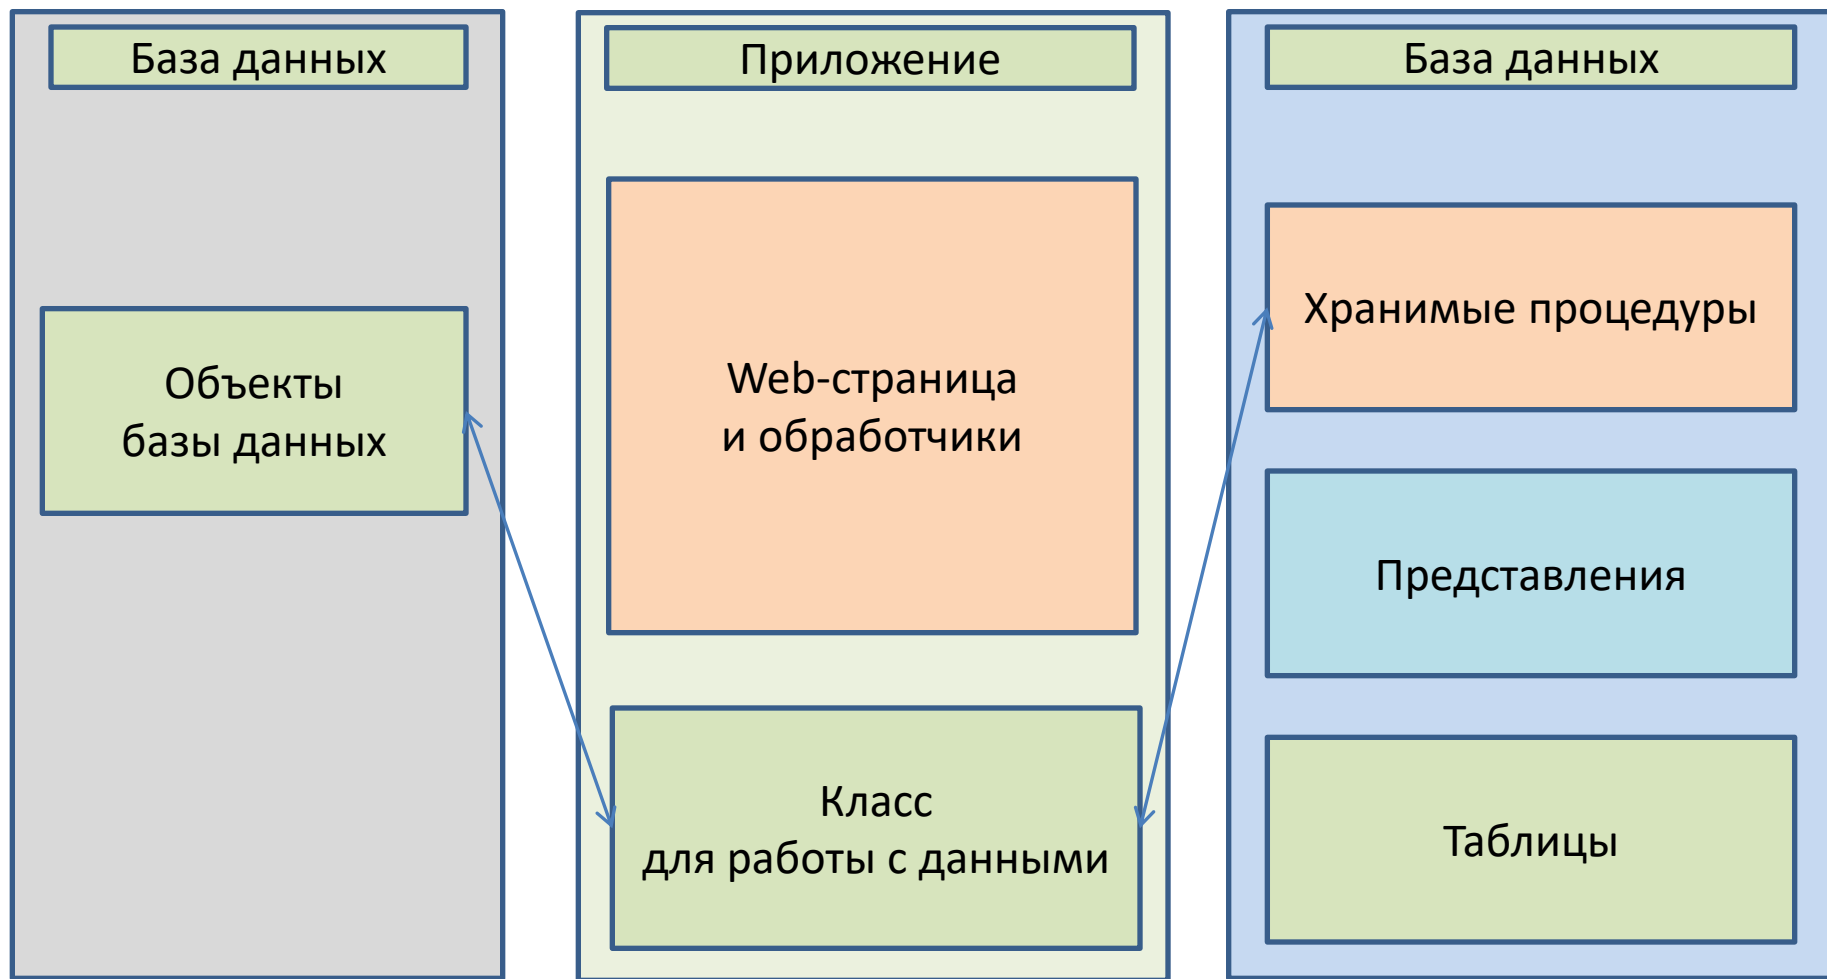 База данных
Объекты
базы данных
Приложение
Web-страница
и обработчики
Класс
для работы с данными
База данных
Хранимые процедуры
Представления
Таблицы